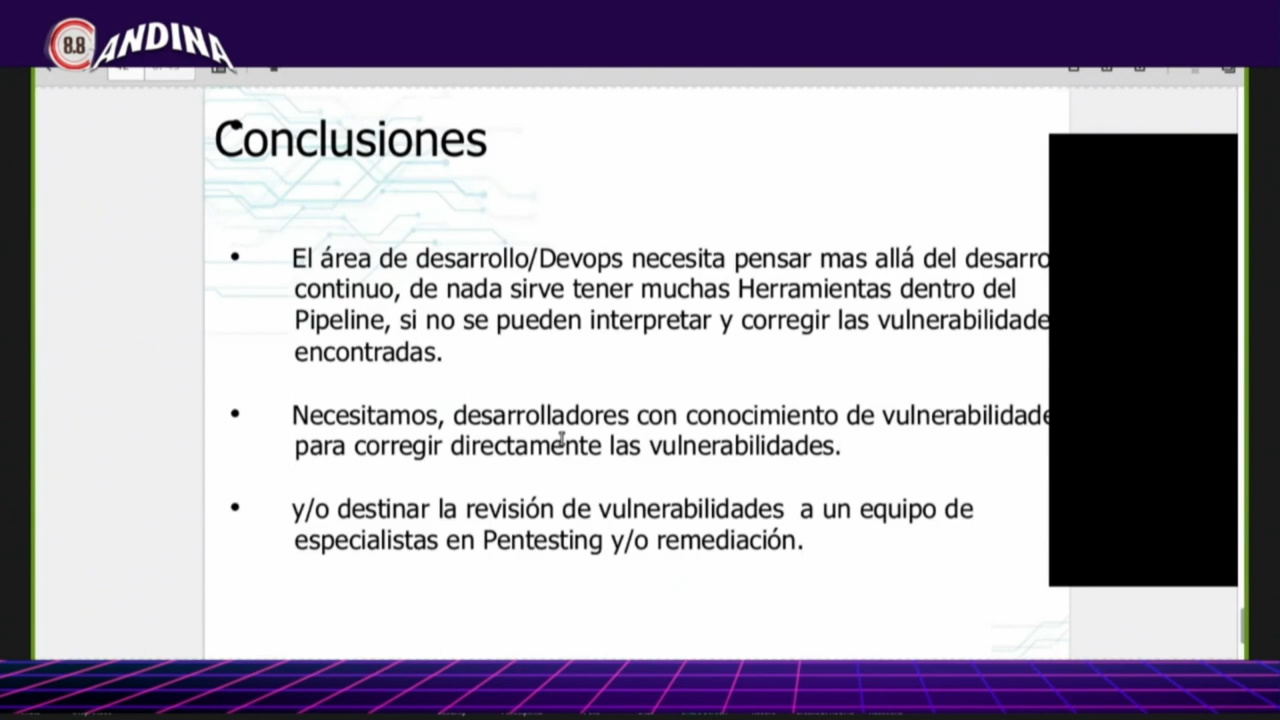 8.8 ANDINA
Conclusiones
• El área de desarrollo/Devops necesita pensar mas allá del desarro
continuo, de nada sirve tener muchas Herramientas dentro del
Pipeline, si no se pueden interpretar y corregir las vulnerabilidade
encontradas.
• Necesitamos, desarrolladores con conocimiento de vulnerabilidade
para corregir directamente las vulnerabilidades.
• y/o destinar la revisión de vulnerabilidades a un equipo de
especialistas en Pentesting y/o remediación.